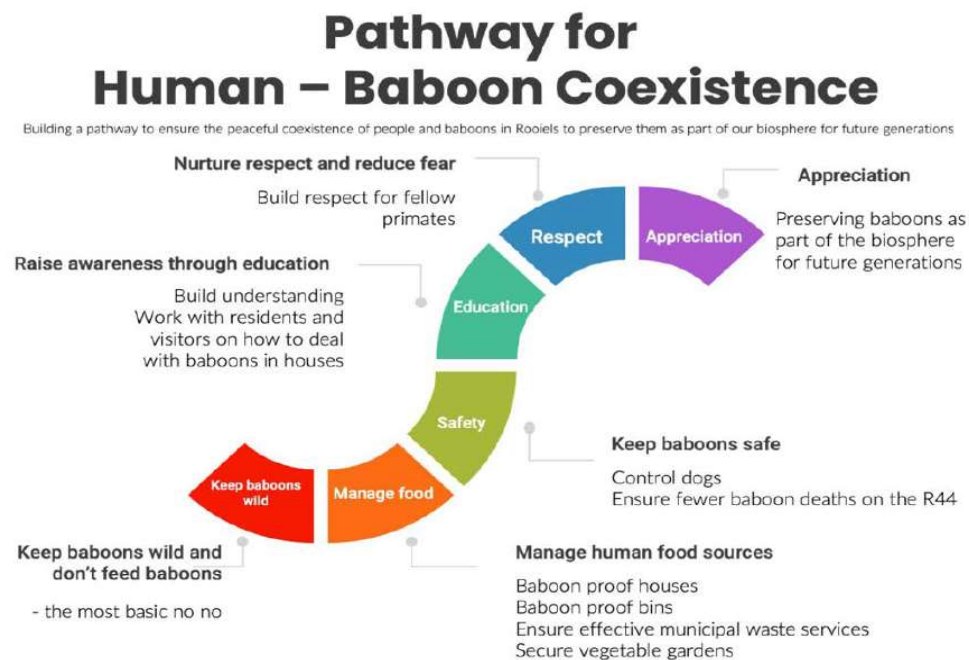 Pathway for
Human – Baboon Coexistence
Building a pathway to ensure the peaceful coexistence of people and baboons in Rooiels to preserve them as part of our biosphere for future generations
Nurture respect and reduce fear
Build respect for fellow
primates
Appreciation
Preserving baboons as
part of the biosphere
for future generations
Respect
Appreciation
Raise awareness through education
Build understanding
Work with residents and
visitors on how to deal
with baboons in houses
Education
Safety
Keep baboons safe
Control dogs
Ensure fewer baboon deaths on the R44
Keep baboons
wild
Manage food
Keep baboons wild and
don't feed baboons
- the most basic no no
Manage human food sources
Baboon proof houses
Baboon proof bins
Ensure effective municipal waste services
Secure vegetable gardens